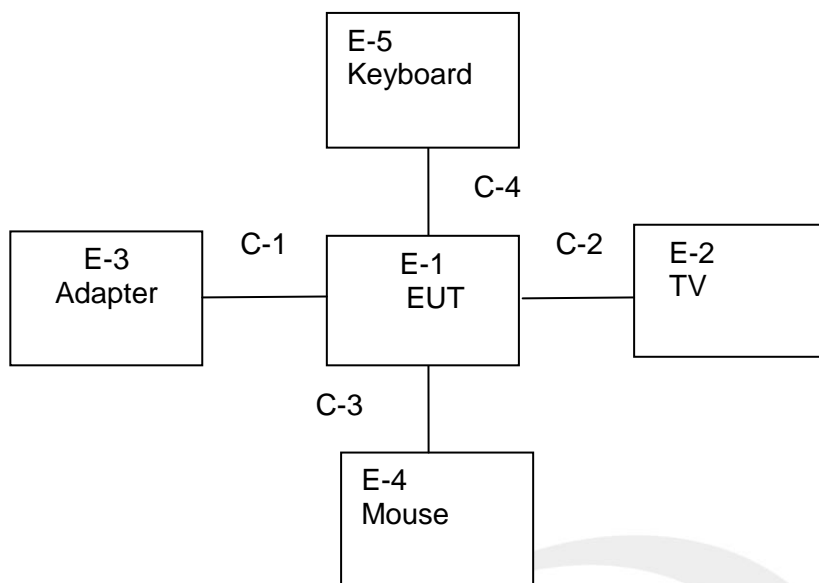 E-5
Keyboard
C-4
E-3
Adapter
C-1
E-1
EUT
C-2
E-2
TV
C-3
E-4
Mouse